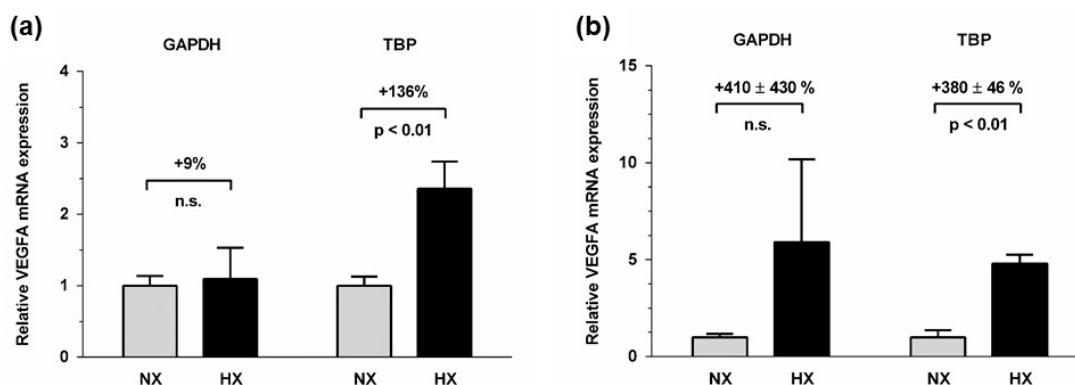 (a)
GAPDH
TBP
Relative VEGFA mRNA expression
4
3
2
1
0
+9%
n.s.
+136%
p < 0.01
NX
HX
NX
HX
(b)
GAPDH
TBP
Relative VEGFA mRNA expression
15
10
5
0
+410 ± 430 %
n.s.
+380 ± 46 %
p < 0.01
NX
HX
NX
HX